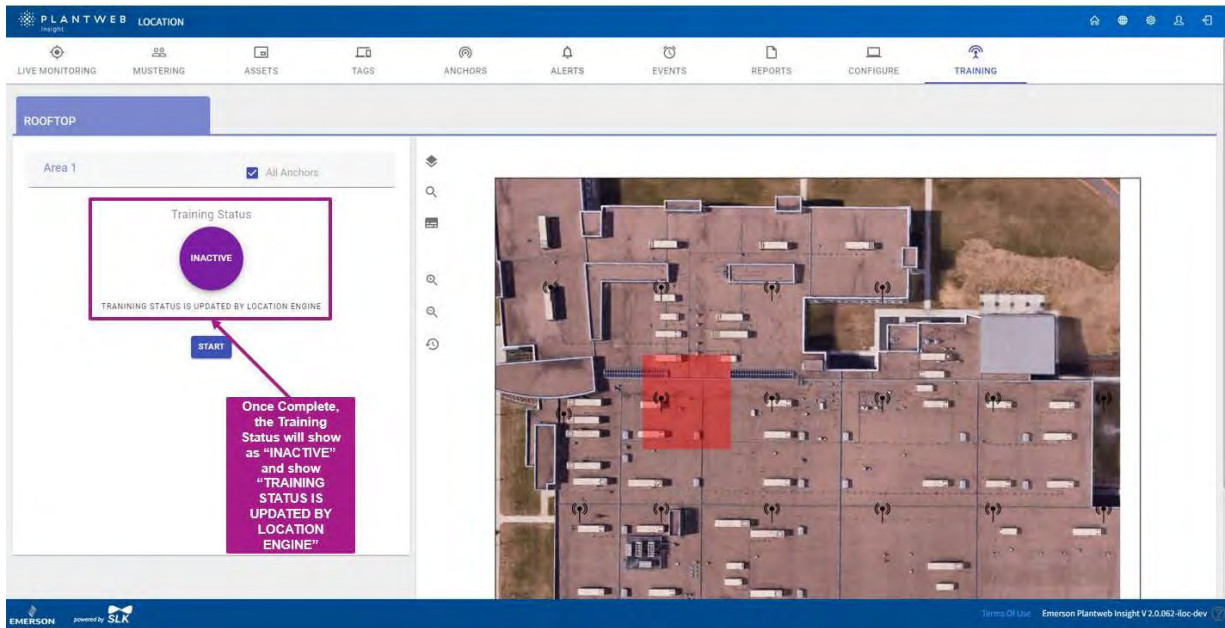 PLANTWEB LOCATION
Insight
LIVE MONITORING MUSTERING ASSETS TAGS ANCHORS ALERTS EVENTS REPORTS CONFIGURE TRAINING
ROOFTOP
Area 1 All Anchors
Training Status
INACTIVE
TRANINING STATUS IS UPDATED BY LOCATION ENGINE
START
Once Complete,
the Training
Status will show
as “INACTIVE”
and show
“TRAINING
STATUS IS
UPDATED BY
LOCATION
ENGINE”
EMERSON powered by SLK Terms Of Use Emerson Plantweb Insight V 2.0.062-iloc-dev